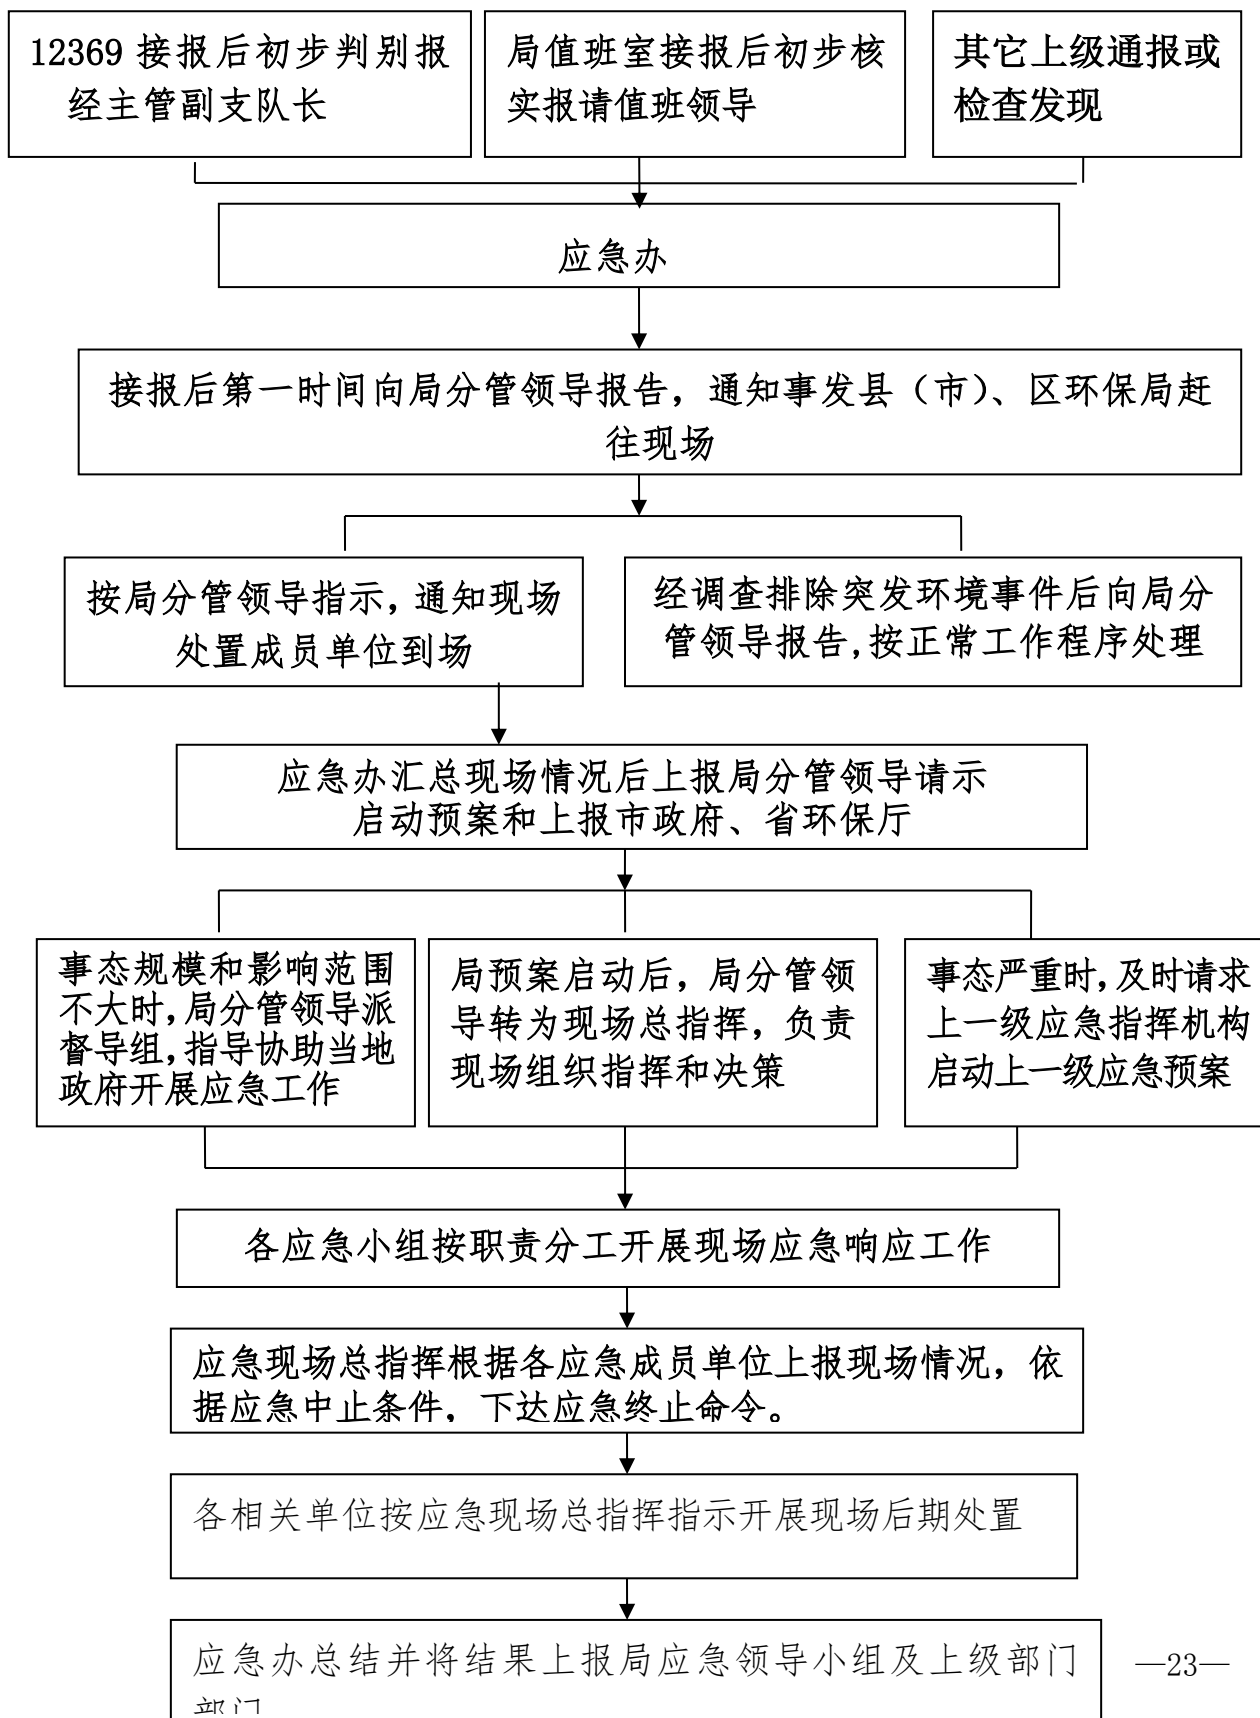 12369 接报后初步判别报
经主管副支队长
局值班室接报后初步核
实报请值班领导
其它上级通报或
检查发现
应急办
接报后第一时间向局分管领导报告，通知事发县（市）、区环保局赶
往现场
按局分管领导指示，通知现场
处置成员单位到场
经调查排除突发环境事件后向局分
管领导报告,按正常工作程序处理
应急办汇总现场情况后上报局分管领导请示
启动预案和上报市政府、省环保厅
事态规模和影响范围
不大时，局分管领导派
督导组，指导协助当地
政府开展应急工作
局预案启动后，局分管领
导转为现场总指挥，负责
现场组织指挥和决策
事态严重时，及时请求
上一级应急指挥机构
启动上一级应急预案
各应急小组按职责分工开展现场应急响应工作
应急现场总指挥根据各应急成员单位上报现场情况，依
据应急中止条件，下达应急终止命令。
各相关单位按应急现场总指挥指示开展现场后期处置
应急办总结并将结果上报局应急领导小组及上级部门
部门
—23—